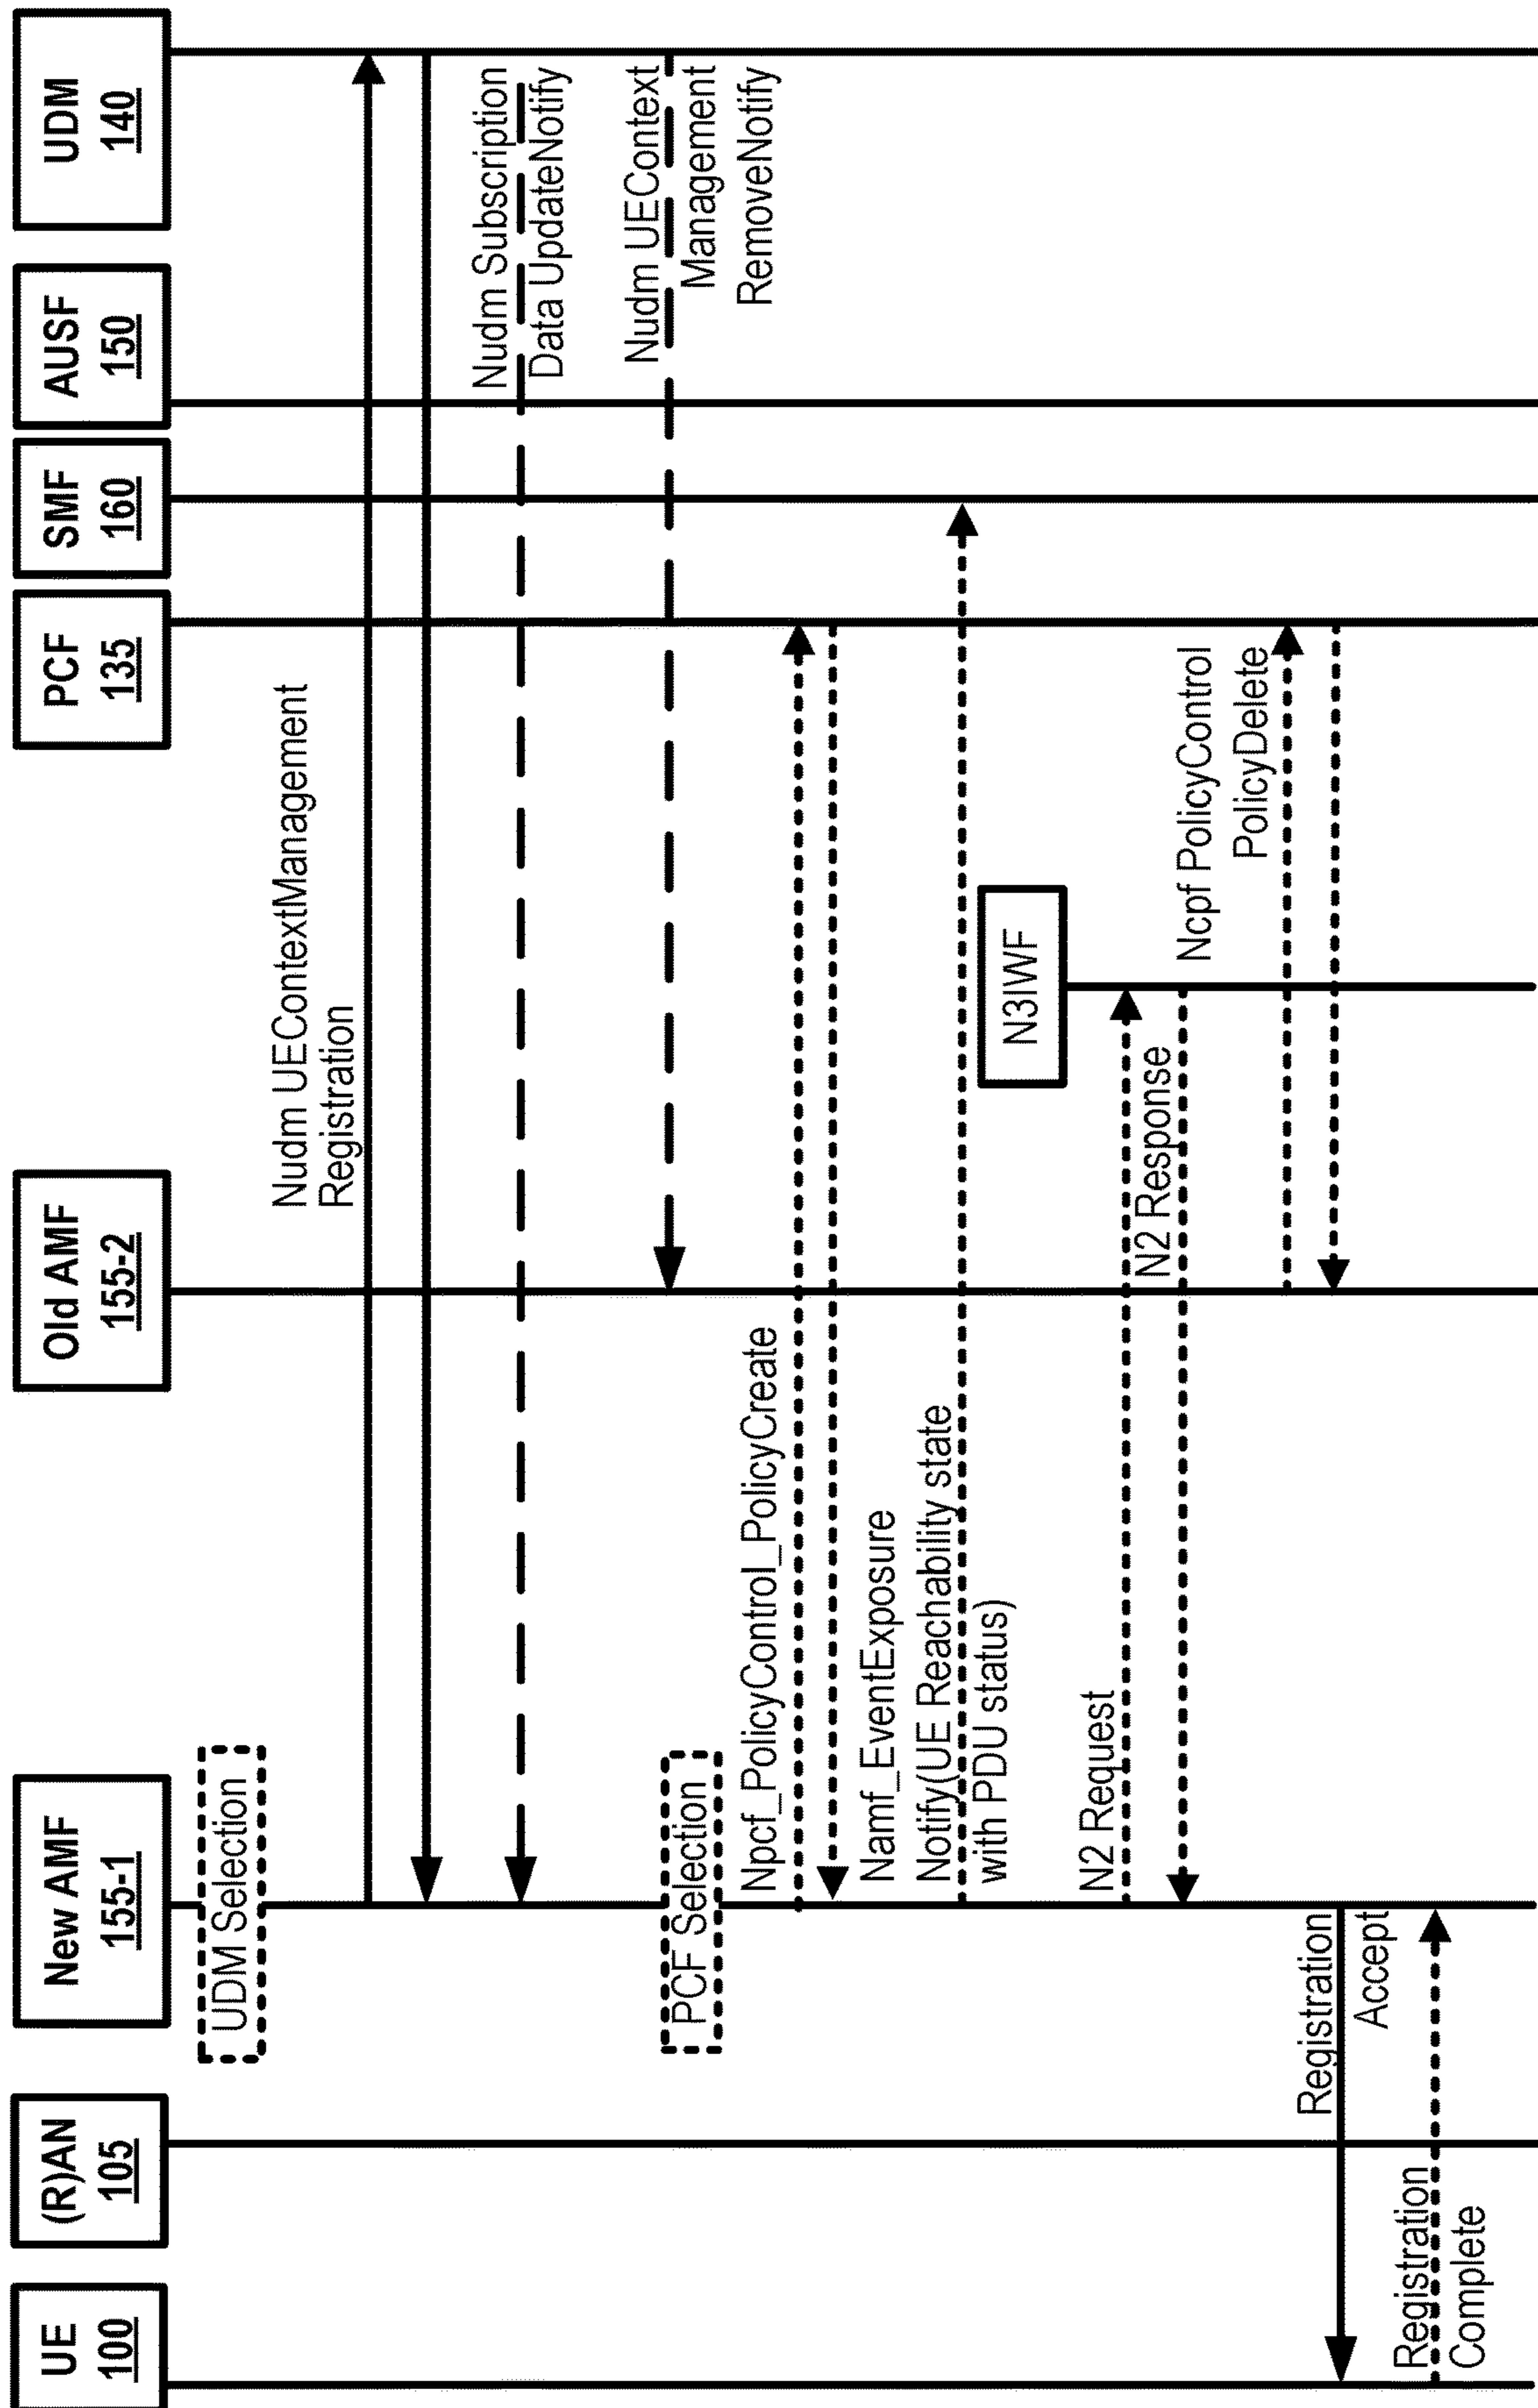 UE
100
(R)AN
105
New AMF
155-1
Old AMF
155-2
PCF
135
SMF
160
AUSF
150
UDM
140
UDM Selection
Nudm UEContextManagement
Registration
Nudm Subscription
Data UpdateNotify
Nudm UEContext
Management
RemoveNotify
PCF Selection
Npcf_PolicyControl_PolicyCreate
Namf_EventExposure
Notify(UE Reachability state
with PDU status)
N3IWF
N2 Request
N2 Response
Ncpf PolicyControl
PolicyDelete
Registration
Accept
Registration
Complete